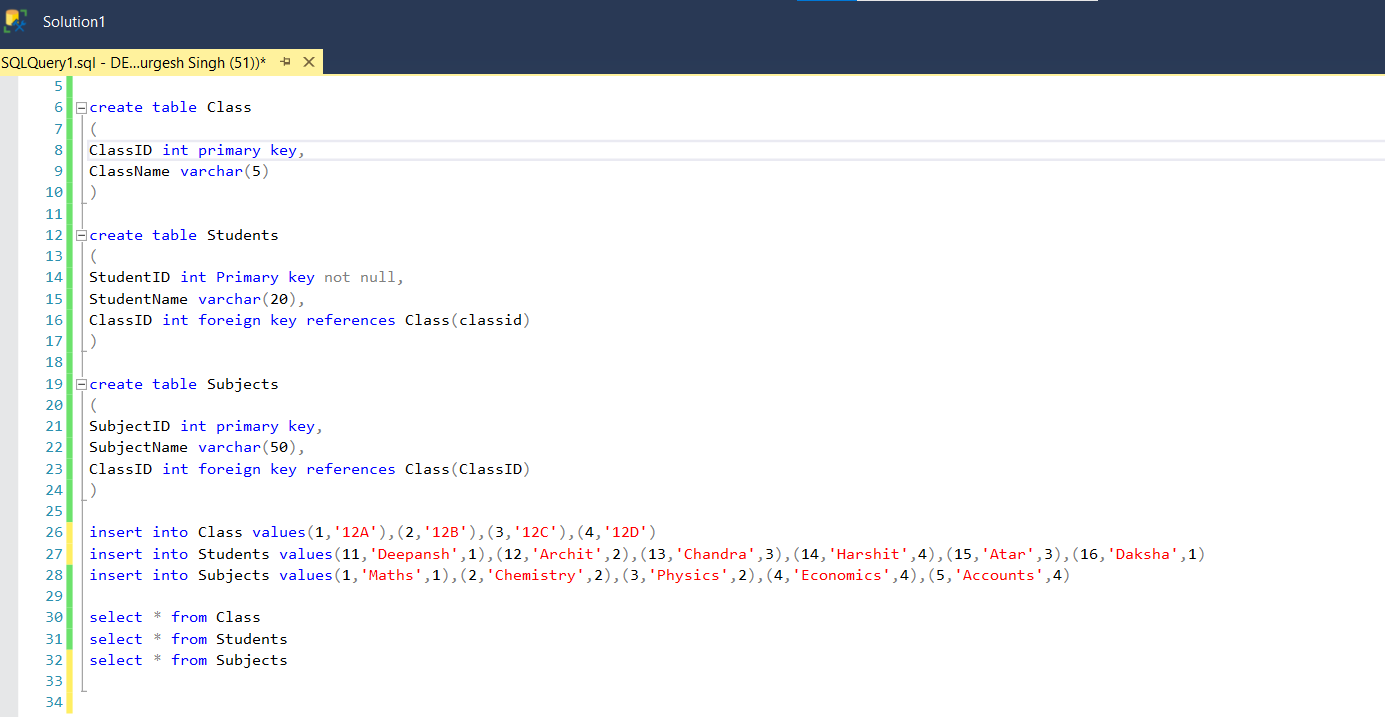 Solution1
SQLQuery1.sql - DE...urgesh Singh (51))*
5
6 create table Class
7 (
8 ClassID int primary key,
9 ClassName varchar(5)
10 )
11
12 create table Students
13 (
14 StudentID int Primary key not null,
15 StudentName varchar(20),
16 ClassID int foreign key references Class(classid)
17 )
18
19 create table Subjects
20 (
21 SubjectID int primary key,
22 SubjectName varchar(50),
23 ClassID int foreign key references Class(ClassID)
24 )
25
26 insert into Class values(1,'12A'),(2,'12B'),(3,'12C'),(4,'12D')
27 insert into Students values(11,'Deepansh',1),(12,'Archit',2),(13,'Chandra',3),(14,'Harshit',4),(15,'Atar',3),(16,'Daksha',1)
28 insert into Subjects values(1,'Maths',1),(2,'Chemistry',2),(3,'Physics',2),(4,'Economics',4),(5,'Accounts',4)
29
30 select * from Class
31 select * from Students
32 select * from Subjects
33
34